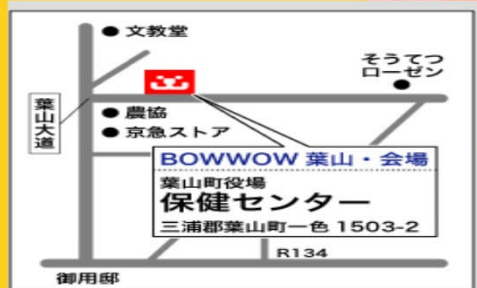 文教堂
そうてつ
ローゼン
葉山大道
農協
京急ストア
BOWWOW 葉山・会場
葉山町役場
保健センター
三浦郡葉山町一色 1503-2
R134
御用邸